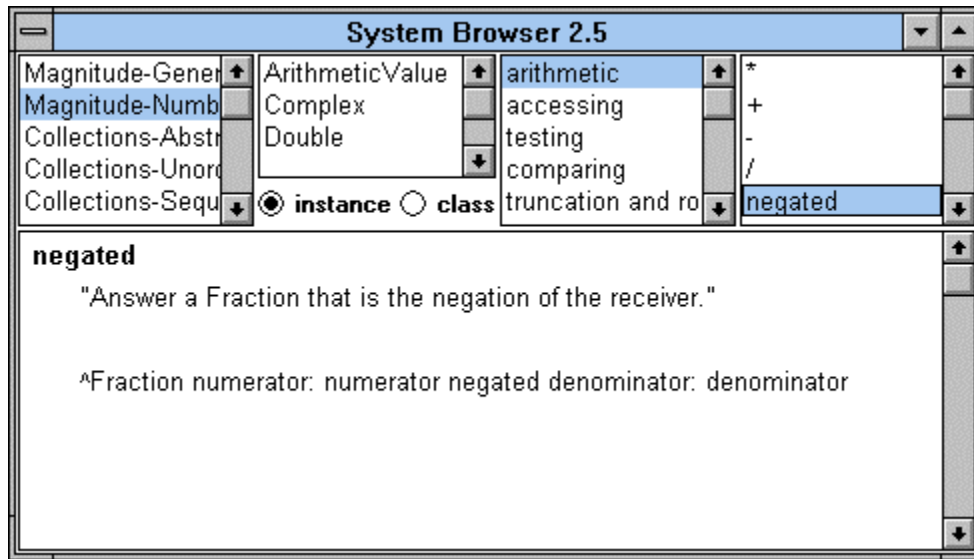 System Browser 2.5
Magnitude-Gener
Magnitude-Numb
Collections-Abstr
Collections-Unord
Collections-Sequ
ArithmeticValue
Complex
Double
instance class
arithmetic
accessing
testing
comparing
truncation and ro
*
+
-
/
negated
negated
"Answer a Fraction that is the negation of the receiver."
^Fraction numerator: numerator negated denominator: denominator